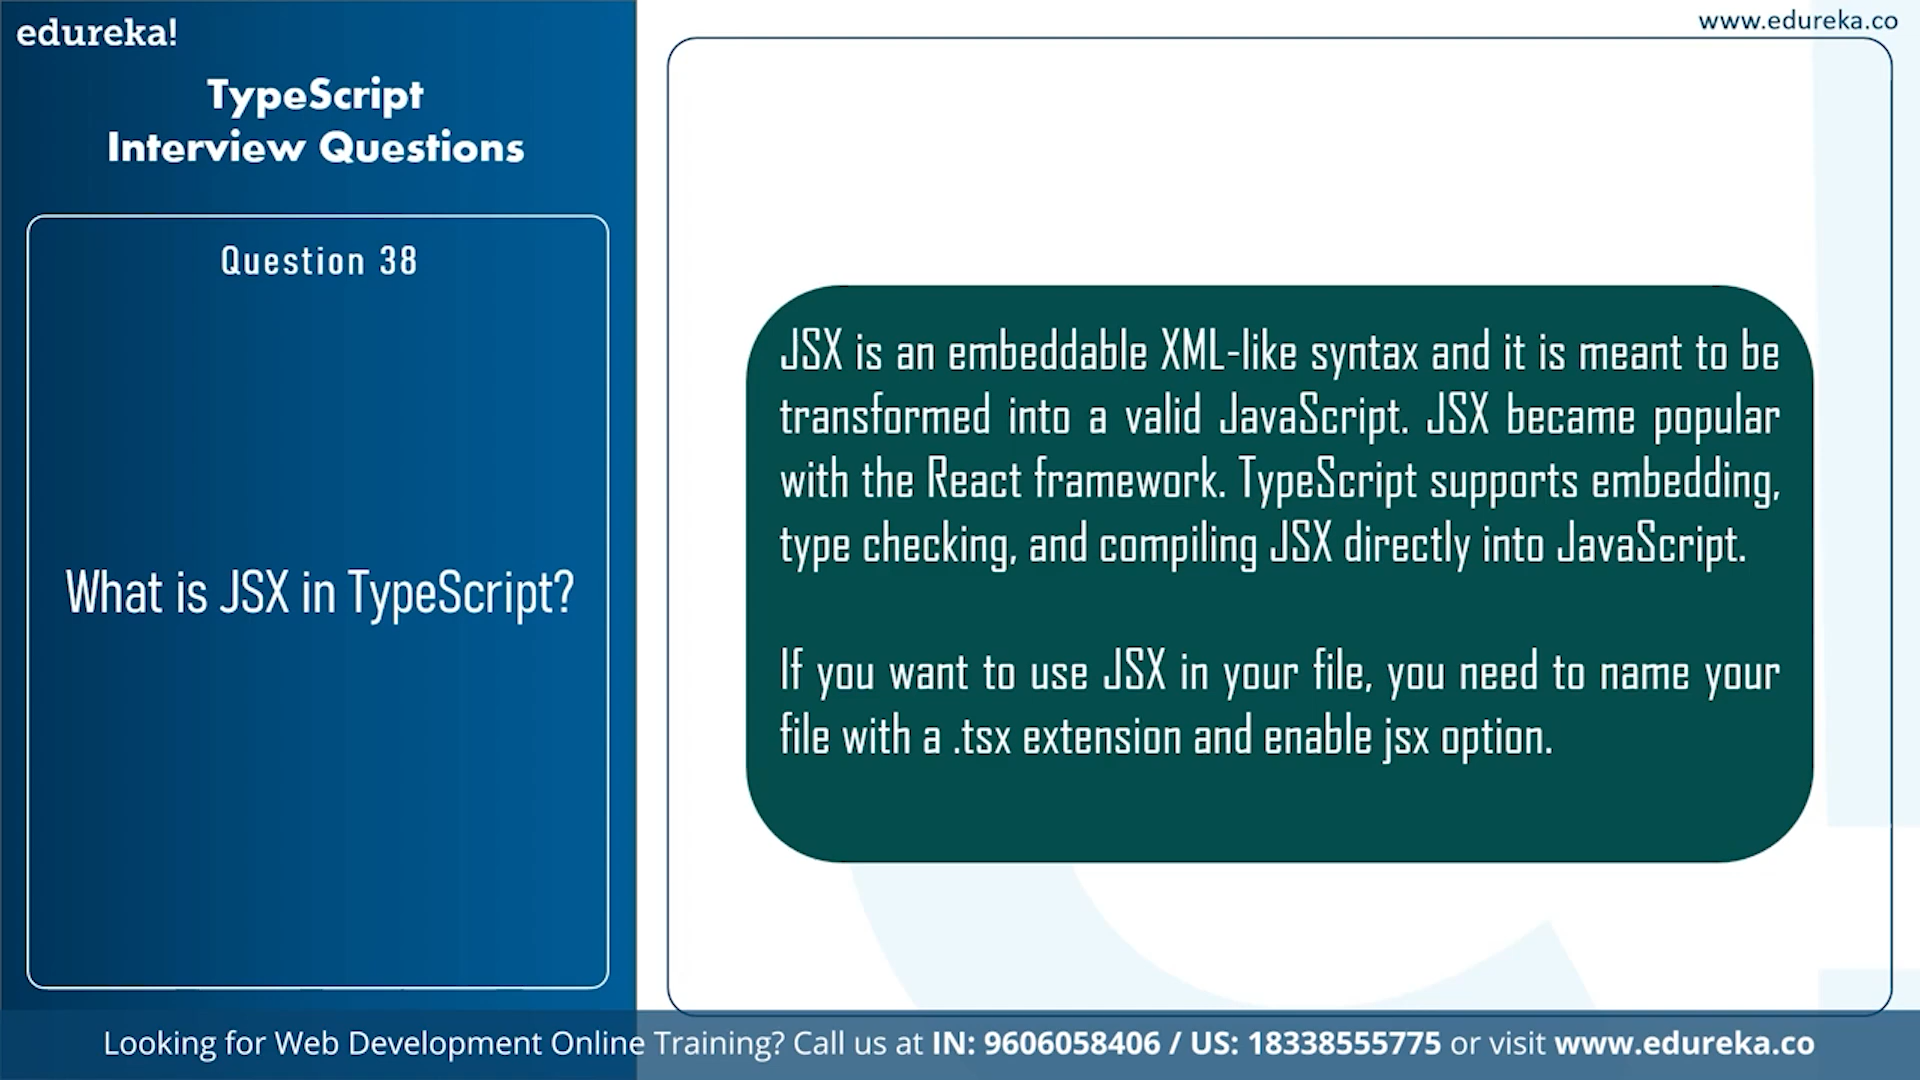 edureka!
www.edureka.co
TypeScript
Interview Questions
Question 38
What is JSX in TypeScript?
JSX is an embeddable XML-like syntax and it is meant to be
transformed into a valid JavaScript. JSX became popular
with the React framework. TypeScript supports embedding,
type checking, and compiling JSX directly into JavaScript.
If you want to use JSX in your file, you need to name your
file with a .tsx extension and enable jsx option.
Looking for Web Development Online Training? Call us at IN: 9606058406 / US: 18338555775 or visit www.edureka.co